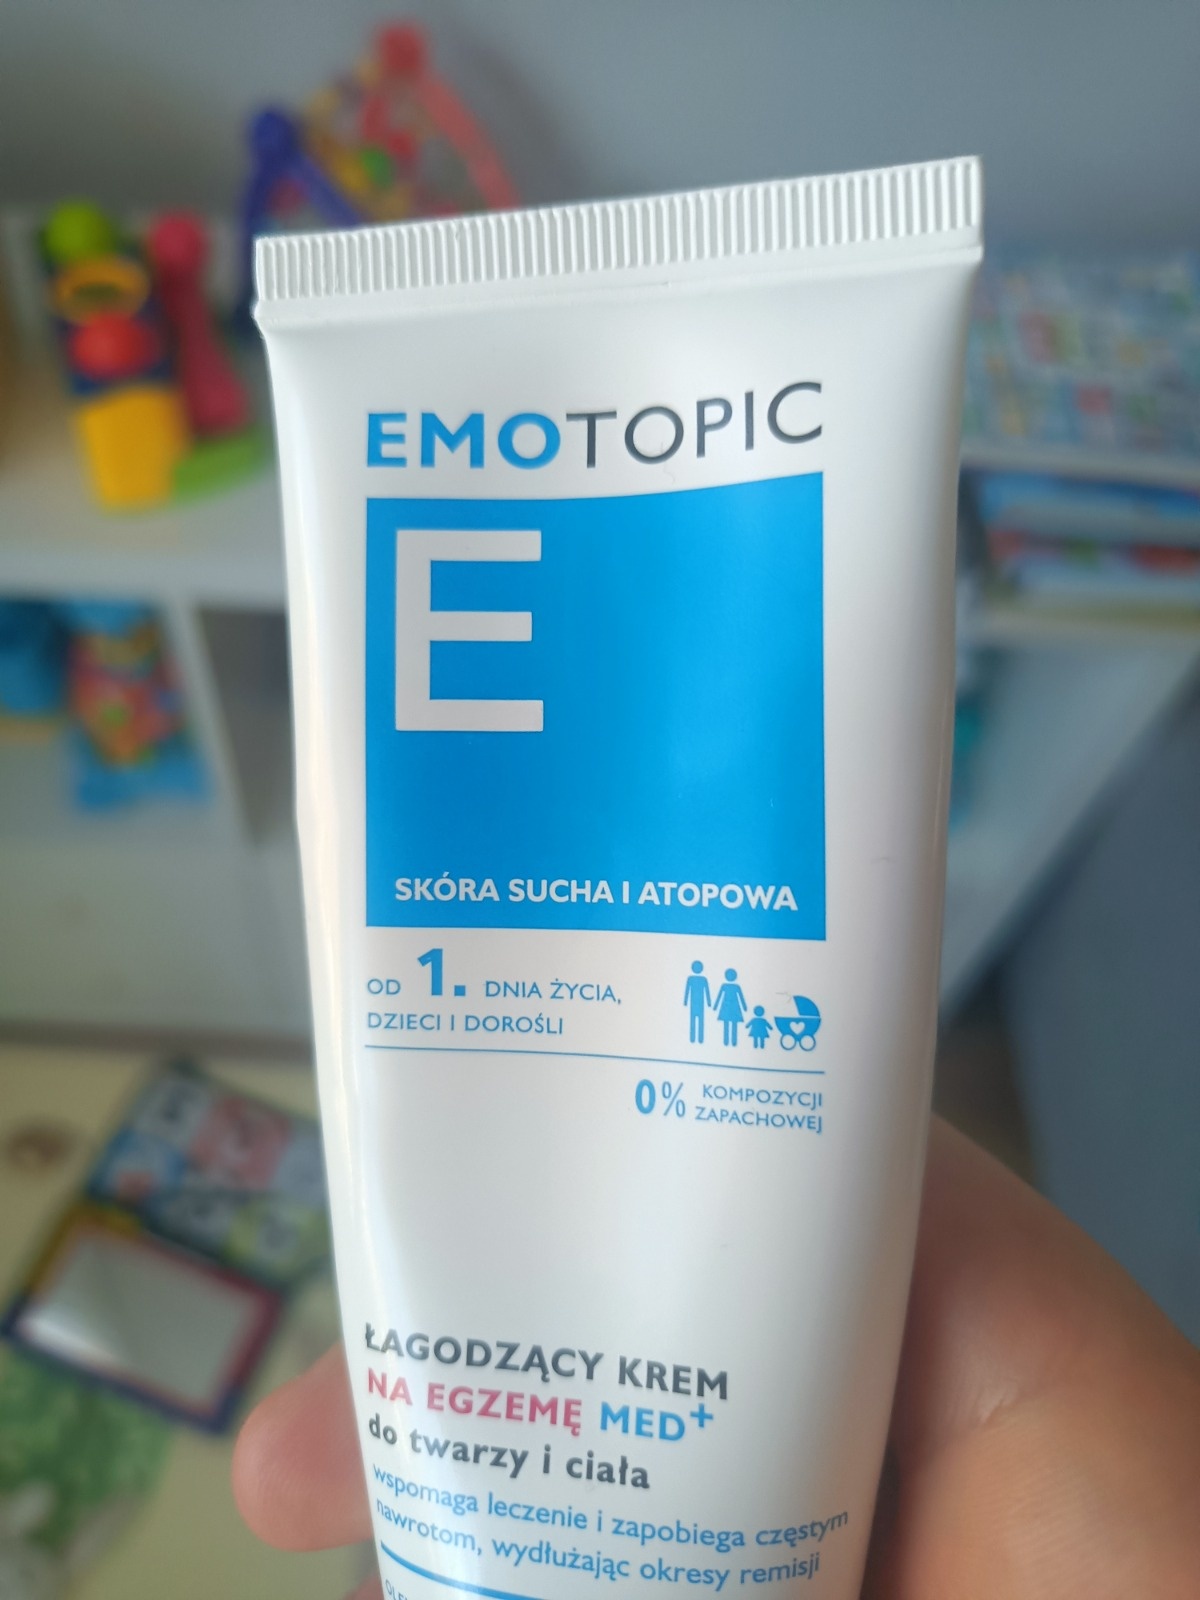 EMOTOPIC
E
SKÓRA SUCHA I ATOPOWA
OD 1. DNIA ŻYCIA,
DZIECI I DOROŚLI
0% KOMPOZYCJI
ZAPACHOWEJ
ŁAGODZĄCY KREM
NA EGZEMĘ MED+
do twarzy i ciała
wspomaga leczenie i zapobiega częstym
nawrotom, wydłużając okresy remisji